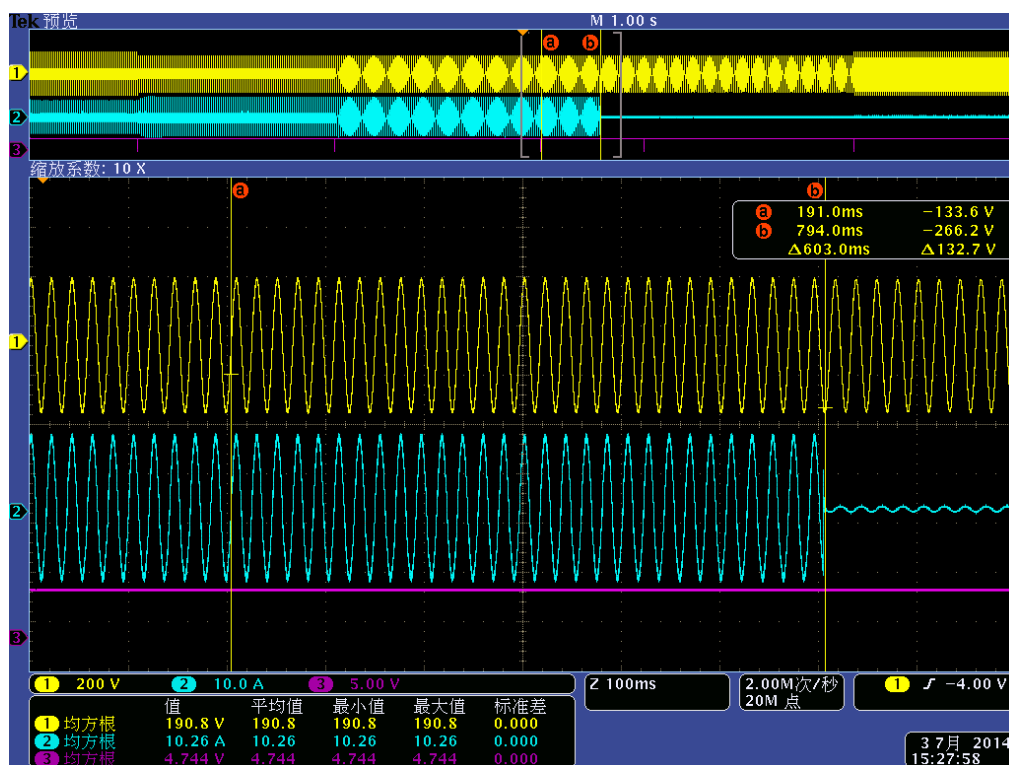 Tek 预览 M 1.00 s
a b
1
2
3
缩放系数: 10 X
a b
a 191.0ms −133.6 V
b 794.0ms −266.2 V
Δ603.0ms Δ132.7 V
1
2
3
1 200 V 2 10.0 A 3 5.00 V Z 100ms 2.00M次/秒 1 ∫ −4.00 V
20M 点
值 平均值 最小值 最大值 标准差
1 均方根 190.8 V 190.8 190.8 190.8 0.000
2 均方根 10.26 A 10.26 10.26 10.26 0.000
3 均方根 4.744 V 4.744 4.744 4.744 0.000
3 7月 2014
15:27:58